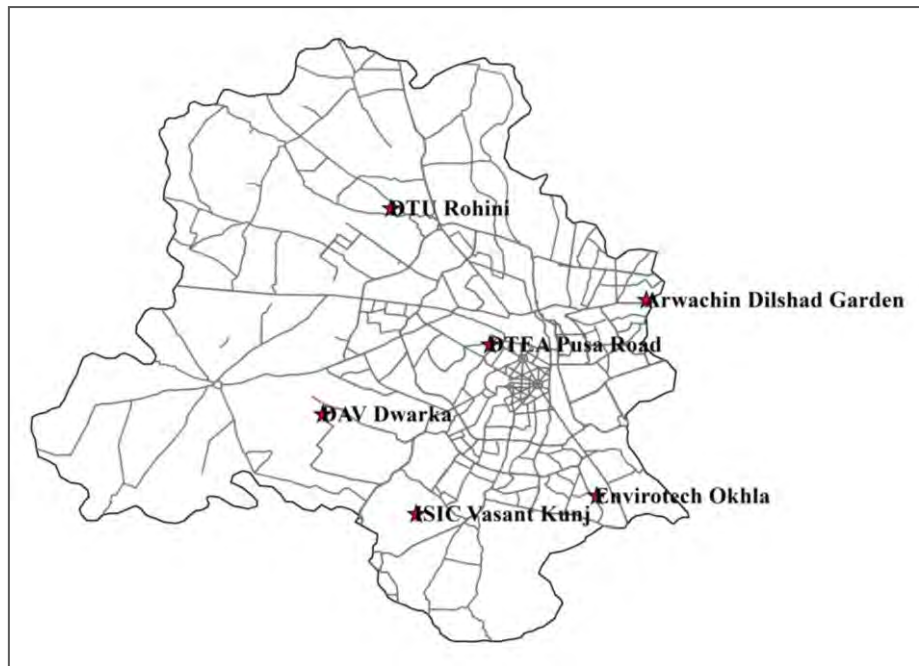 DTU Rohini
Arwachin Dilshad Garden
DTEA Pusa Road
DAV Dwarka
Envirotech Okhla
ISIC Vasant Kunj